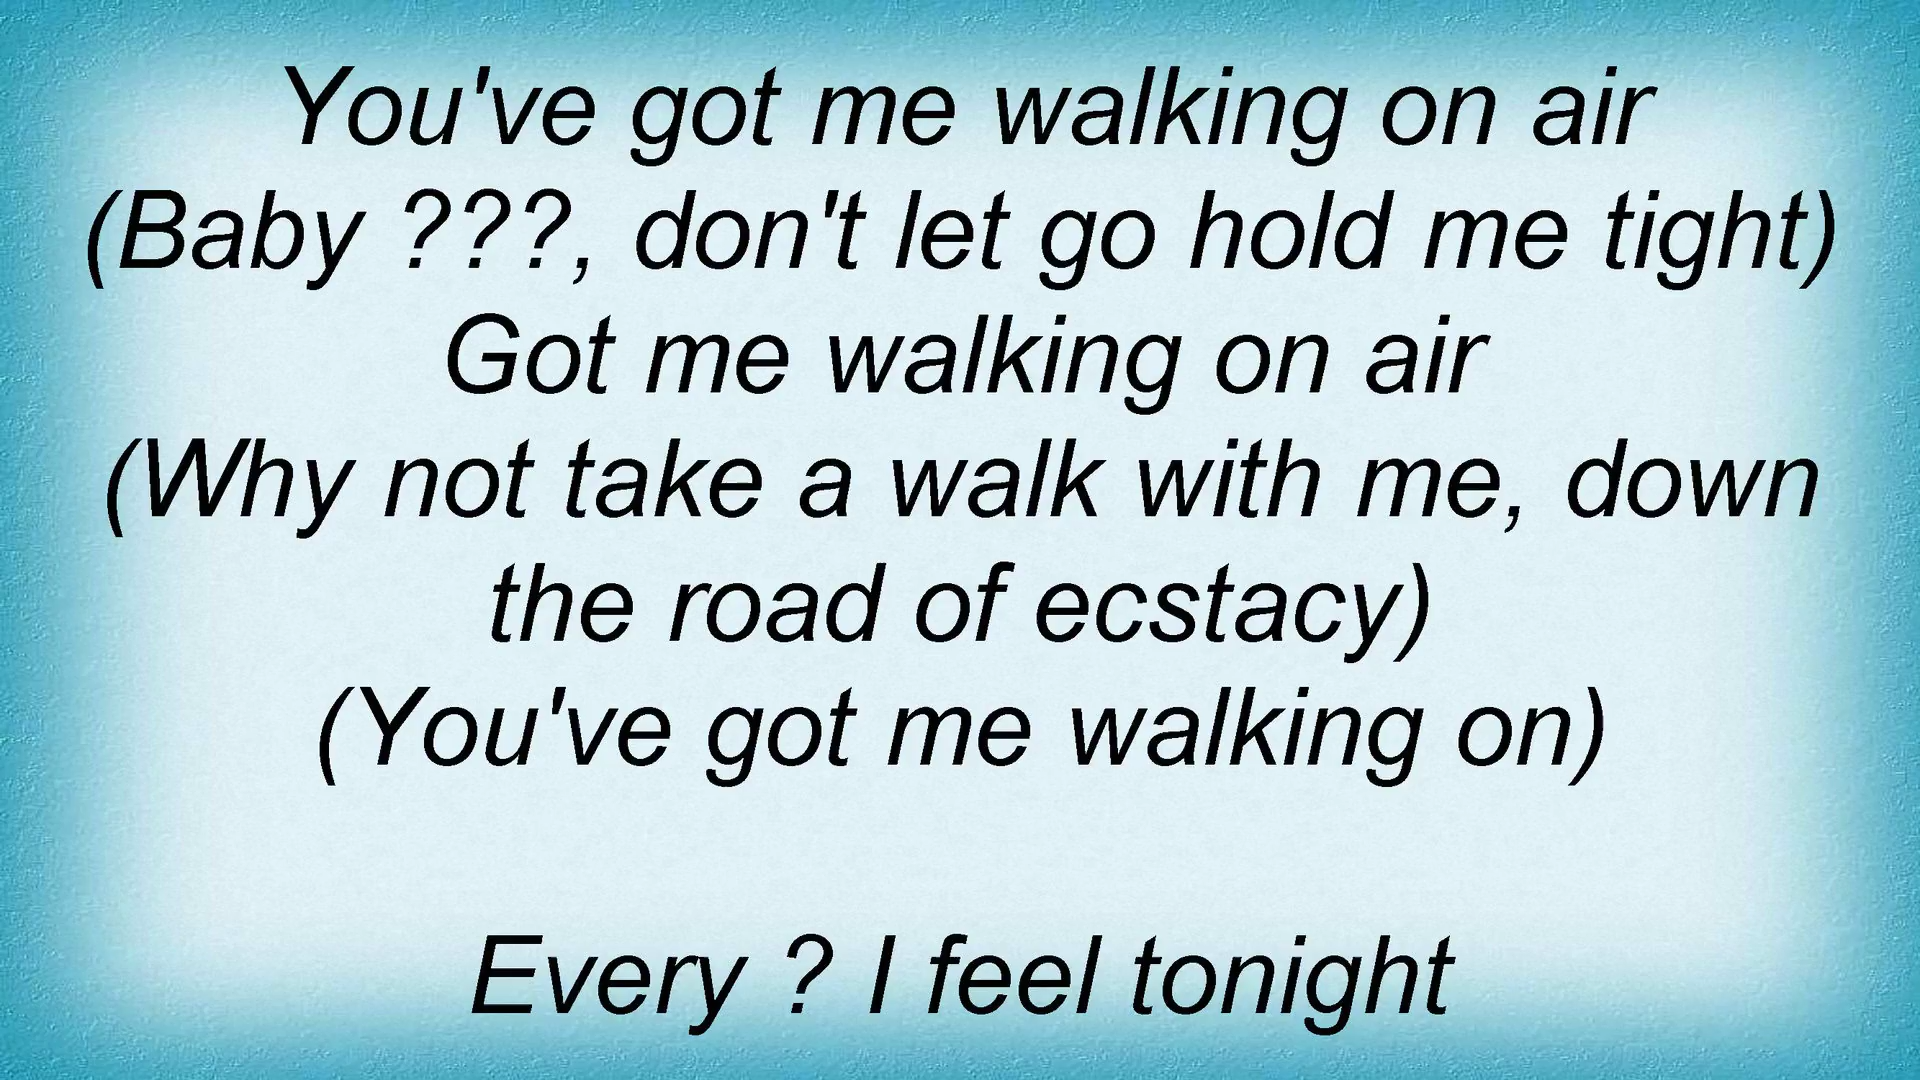 You've got me walking on air
(Baby ???, don't let go hold me tight)
Got me walking on air
(Why not take a walk with me, down
the road of ecstacy)
(You've got me walking on)
Every ? I feel tonight